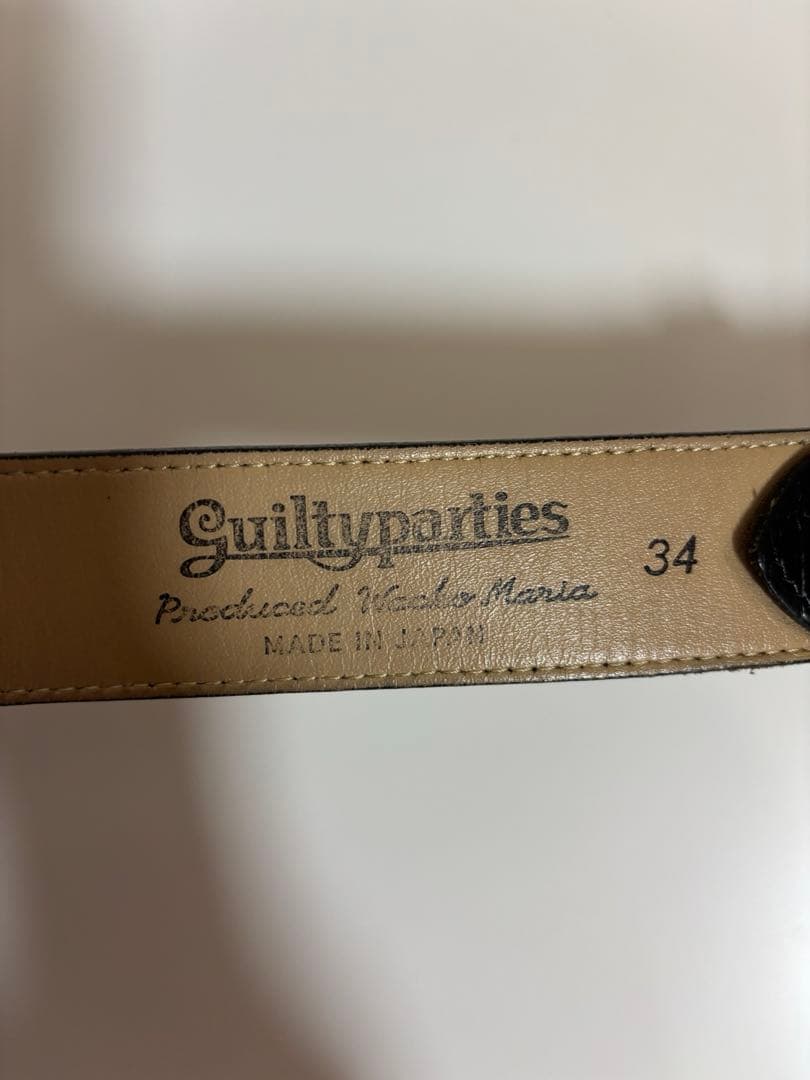 Guiltyparties
Produced Wacko Maria
MADE IN JAPAN
34